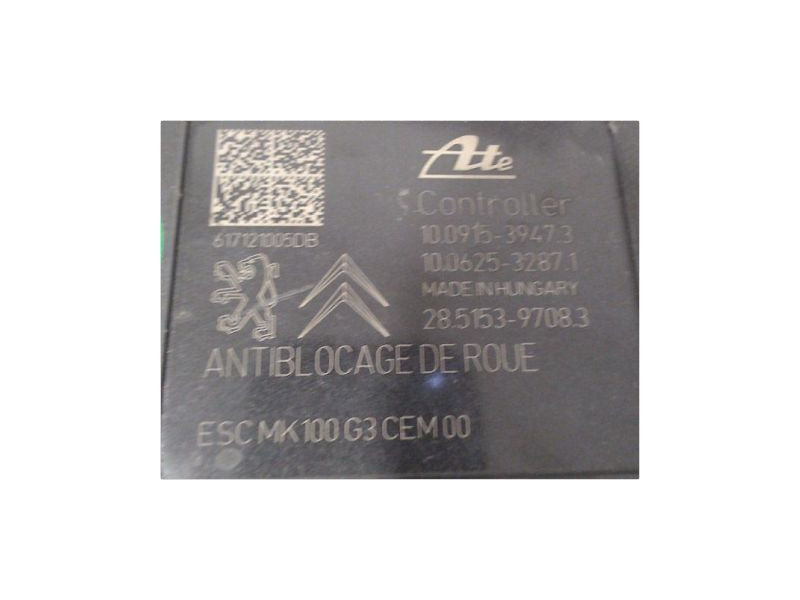 Ate
Controller
10.0915-3947.3
617121005DB
10.0625-3287.1
MADE IN HUNGARY
28.5153-9708.3
ANTIBLOCAGE DE ROUE
ESC MK100 G3 CEM 00